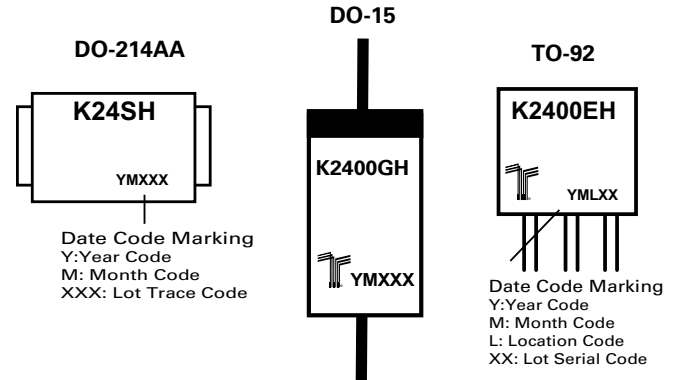 DO-214AA
K24SH
YMXXX
Date Code Marking
Y:Year Code
M: Month Code
XXX: Lot Trace Code
DO-15
K2400GH
YMXXX
TO-92
K2400EH
YMLXX
Date Code Marking
Y:Year Code
M: Month Code
L: Location Code
XX: Lot Serial Code